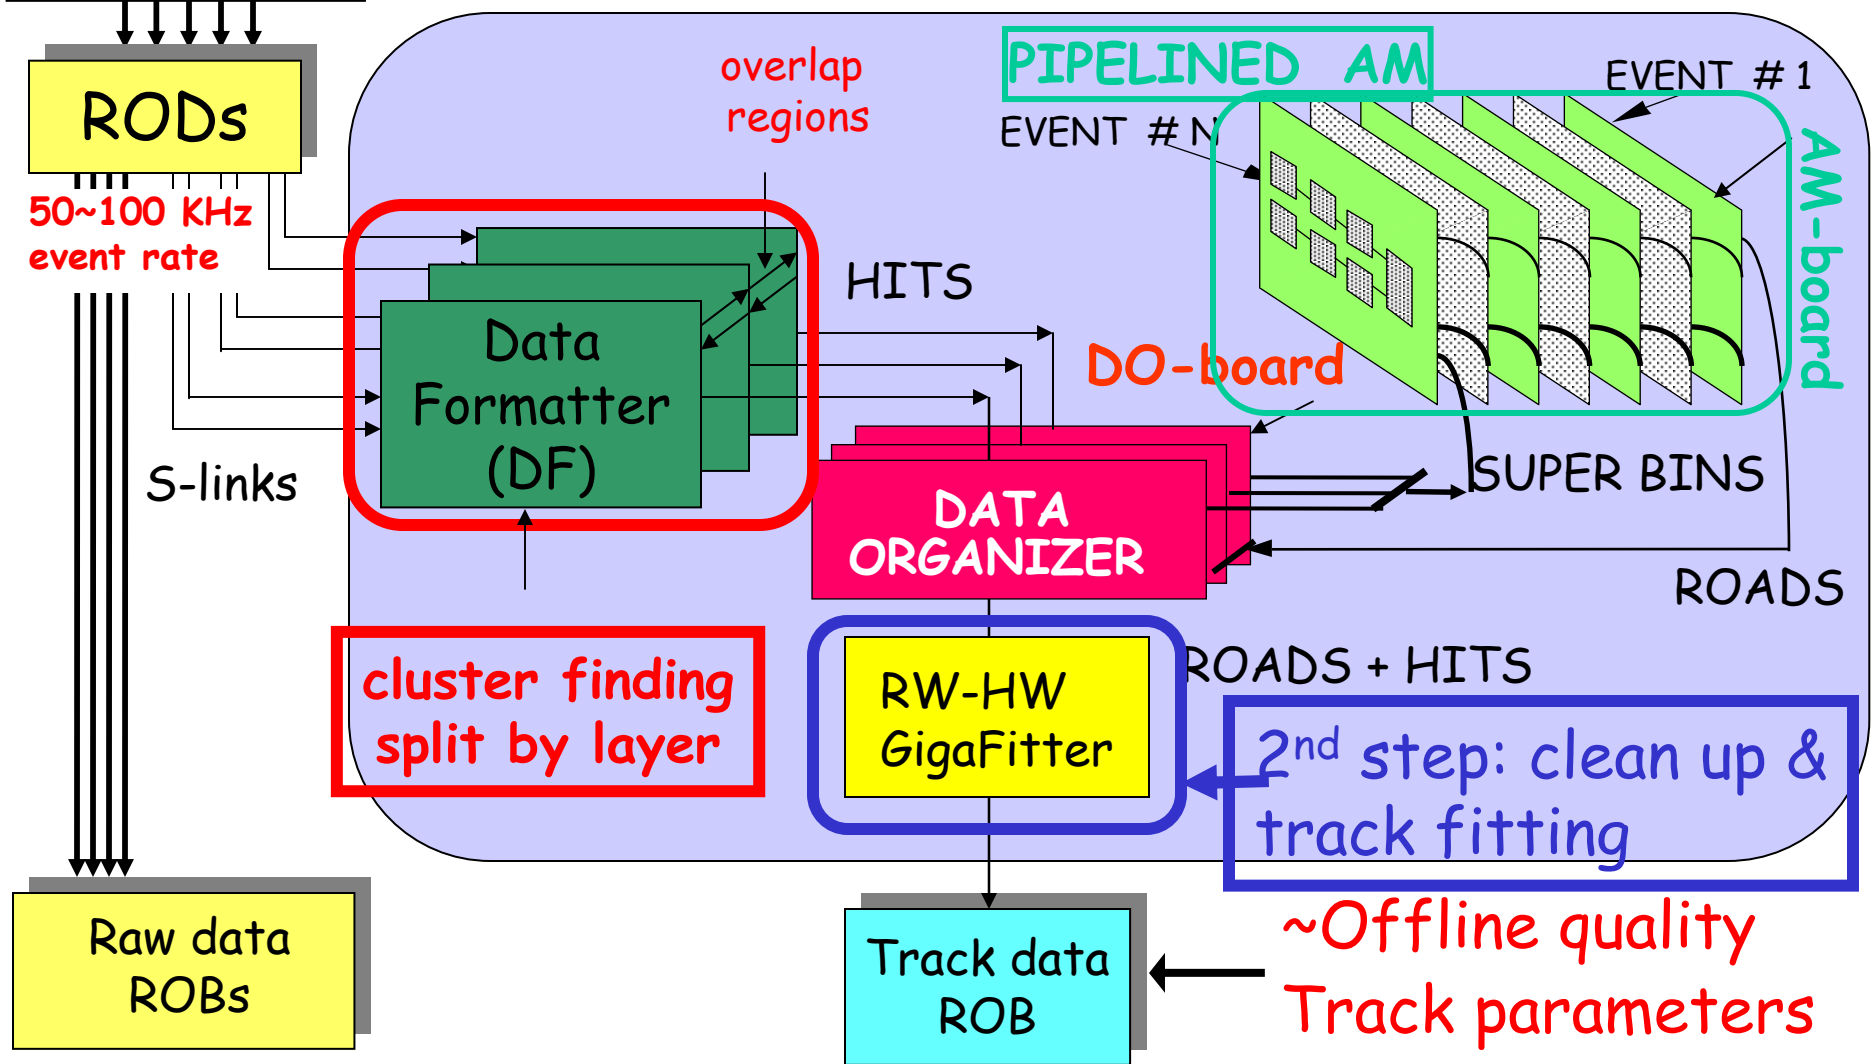 RODs
50~100 KHz
event rate
overlap
regions
PIPELINED AM
EVENT # N
EVENT # 1
AM-board
HITS
DO-board
Data
Formatter
(DF)
S-links
DATA
ORGANIZER
SUPER BINS
ROADS
cluster finding
split by layer
RW-HW
GigaFitter
ROADS + HITS
2nd step: clean up &
track fitting
Raw data
ROBs
Track data
ROB
~Offline quality
Track parameters